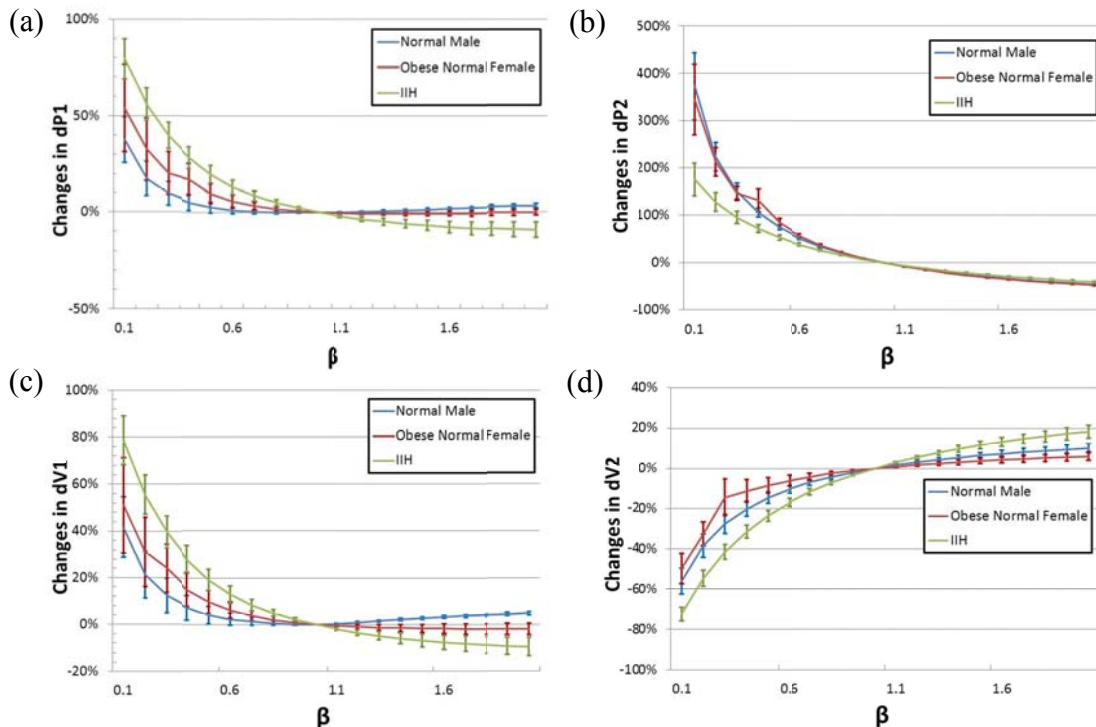 (a)
100%
50%
0%
-50%
Changes in dP1
0.1 0.6 1.1 1.6
β
Normal Male
Obese Normal Female
IIH
(b)
500%
400%
300%
200%
100%
0%
-100%
Changes in dP2
0.1 0.6 1.1 1.6
β
Normal Male
Obese Normal Female
IIH
(c)
100%
80%
60%
40%
20%
0%
-20%
Changes in dV1
0.1 0.6 1.1 1.6
β
Normal Male
Obese Normal Female
IIH
(d)
40%
20%
0%
-20%
-40%
-60%
-80%
-100%
Changes in dV2
0.1 0.6 1.1 1.6
β
Normal Male
Obese Normal Female
IIH